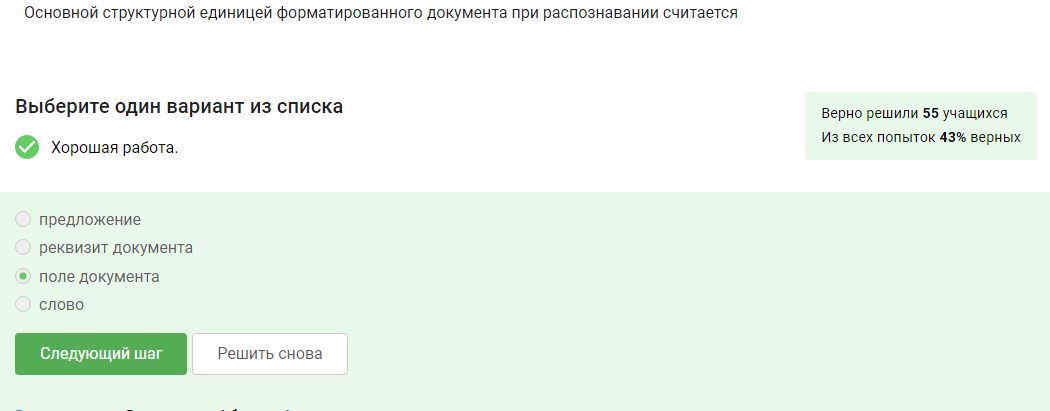 Основной структурной единицей форматированного документа при распознавании считается
Выберите один вариант из списка
Хорошая работа.
Верно решили 55 учащихся
Из всех попыток 43% верных
предложение
реквизит документа
поле документа
слово
Следующий шаг
Решить снова